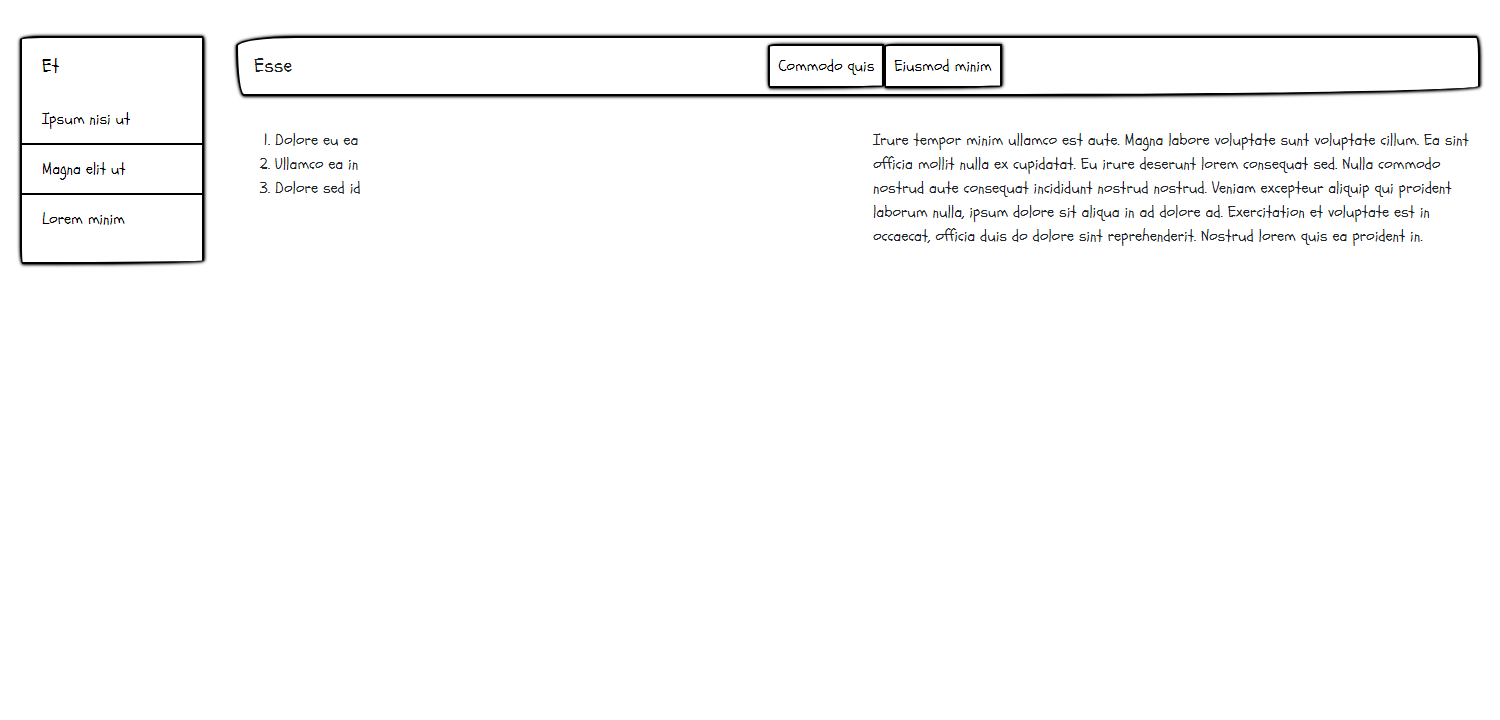 Et
Ipsum nisi ut
Magna elit ut
Lorem minim
Esse
Commodo quis
Eiusmod minim
1. Dolore eu ea
2. Ullamco ea in
3. Dolore sed id
Irure tempor minim ullamco est aute. Magna labore voluptate sunt voluptate cillum. Ea sint
officia mollit nulla ex cupidatat. Eu irure deserunt lorem consequat sed. Nulla commodo
nostrud aute consequat incididunt nostrud nostrud. Veniam excepteur aliquip qui proident
laborum nulla, ipsum dolore sit aliqua in ad dolore ad. Exercitation et voluptate est in
occaecat, officia duis do dolore sint reprehenderit. Nostrud lorem quis ea proident in.